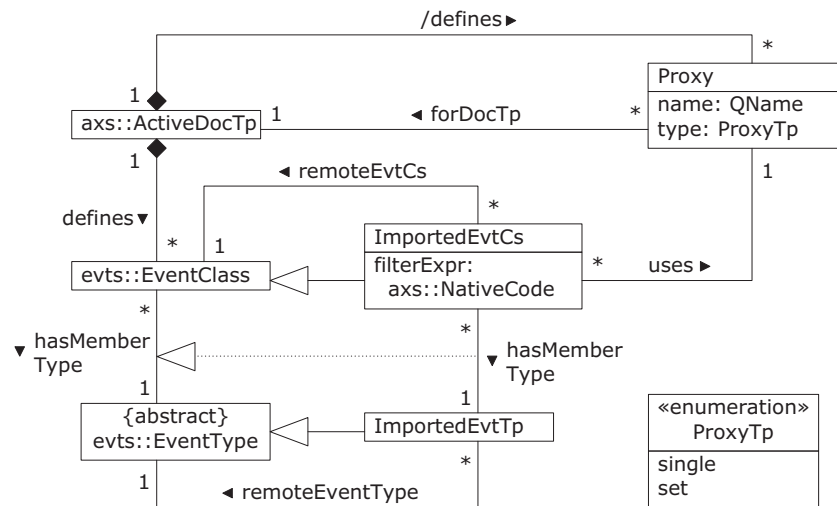 /defines ►
1
*
Proxy
name: QName
type: ProxyTp
axs::ActiveDocTp
1
◄ forDocTp
*
1
1
◄ remoteEvtCs
defines ▼
*
1
*
ImportedEvtCs
filterExpr:
axs::NativeCode
evts::EventClass
*
uses ►
*
*
▼ hasMember
Type
▼ hasMember
Type
1
1
{abstract}
evts::EventType
ImportedEvtTp
«enumeration»
ProxyTp
single
set
1
*
◄ remoteEventType